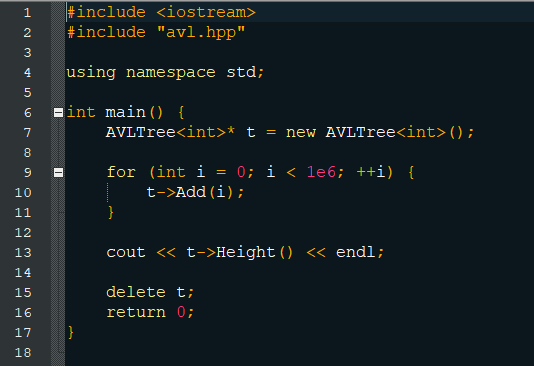 1 #include <iostream>
2 #include "avl.hpp"
3
4 using namespace std;
5
6 int main() {
7     AVLTree<int>* t = new AVLTree<int>();
8
9     for (int i = 0; i < 1e6; ++i) {
10         t->Add(i);
11     }
12
13     cout << t->Height() << endl;
14
15     delete t;
16     return 0;
17 }
18